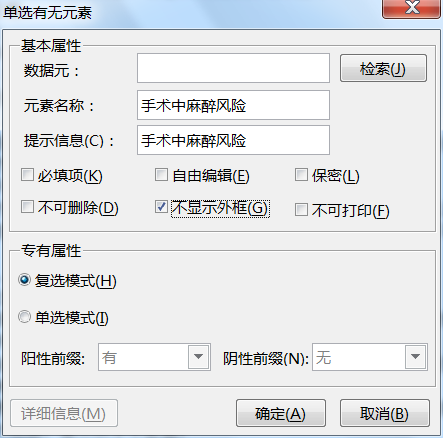 单选有无元素
基本属性
数据元： 检索(J)
元素名称： 手术中麻醉风险
提示信息(C)： 手术中麻醉风险
必填项(K) 自由编辑(E) 保密(L)
不可删除(D) 不显示外框(G) 不可打印(F)
专有属性
复选模式(H)
单选模式(I)
阳性前缀: 有 阴性前缀(N): 无
详细信息(M) 确定(A) 取消(B)